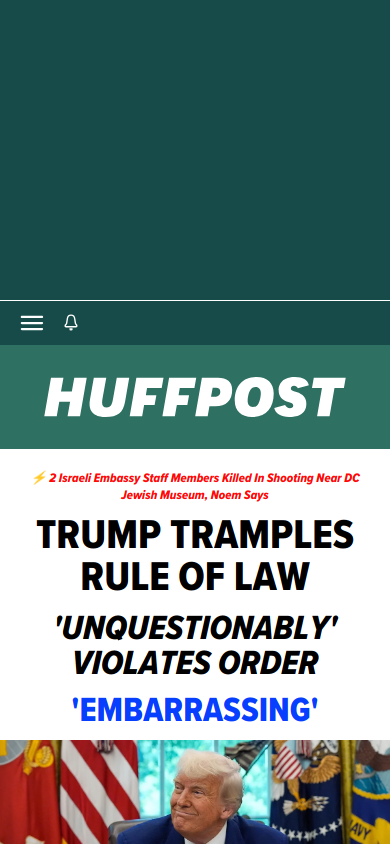 HUFFPOST
⚡ 2 Israeli Embassy Staff Members Killed In Shooting Near DC
Jewish Museum, Noem Says
TRUMP TRAMPLES
RULE OF LAW
'UNQUESTIONABLY'
VIOLATES ORDER
'EMBARRASSING'
AVY